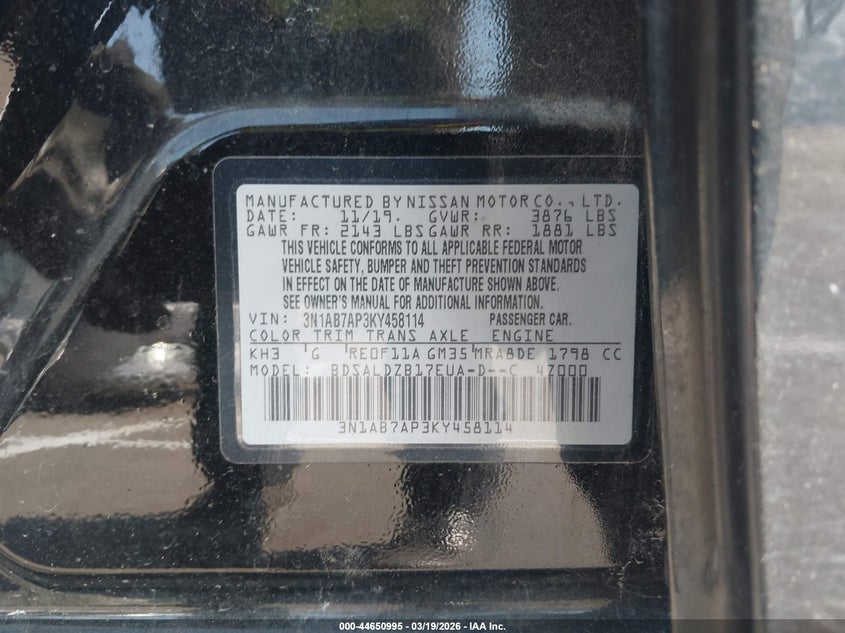 MANUFACTURED BY NISSAN MOTOR CO., LTD.
DATE: 11/19. GVWR: 3876 LBS
GAWR FR: 2143 LBS GAWR RR: 1881 LBS
THIS VEHICLE CONFORMS TO ALL APPLICABLE FEDERAL MOTOR
VEHICLE SAFETY, BUMPER AND THEFT PREVENTION STANDARDS
IN EFFECT ON THE DATE OF MANUFACTURE SHOWN ABOVE.
SEE OWNER'S MANUAL FOR ADDITIONAL INFORMATION.
VIN: 3N1AB7AP3KY458114 PASSENGER CAR.
COLOR TRIM TRANS AXLE ENGINE
KH3 G RE0F11A GM35 MRA8DE 1798 CC
MODEL: BDSALDZB17EUA-D--C 4Z000
3N1AB7AP3KY458114
000-44650995 - 03/19/2026 - IAA Inc.